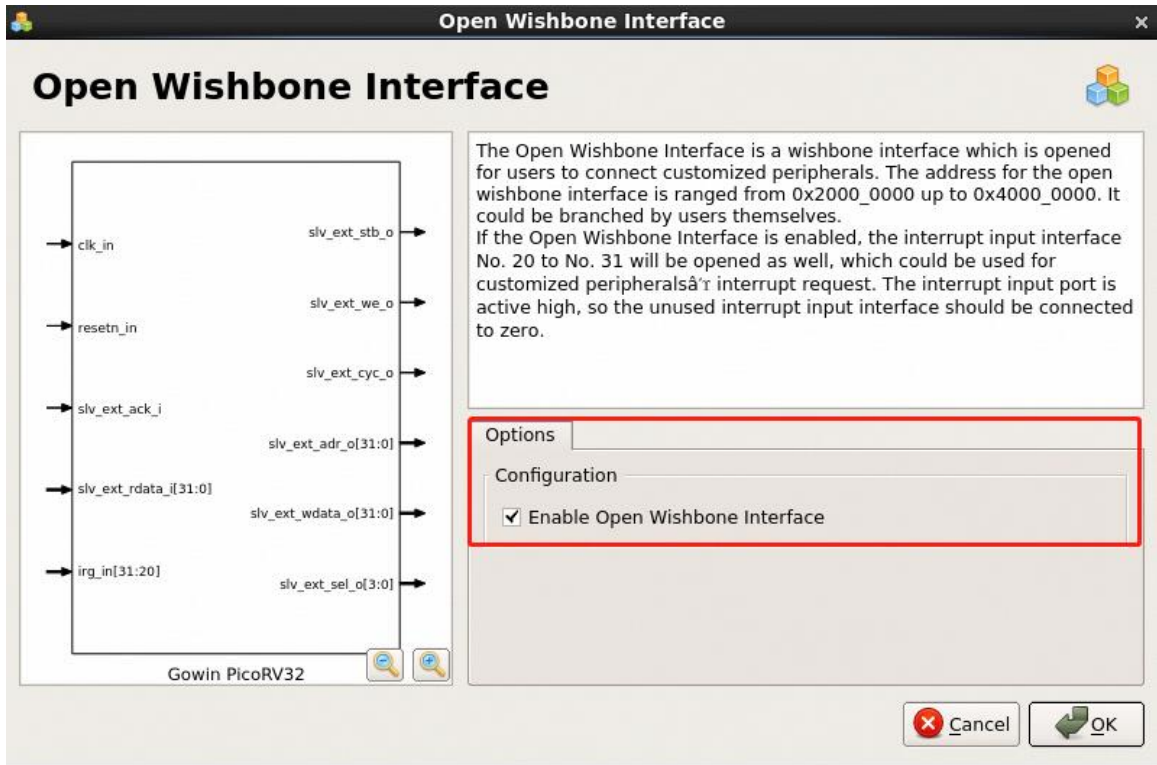 Open Wishbone Interface
Open Wishbone Interface
clk_in
resetn_in
slv_ext_ack_i
slv_ext_rdata_i[31:0]
irg_in[31:20]
slv_ext_stb_o
slv_ext_we_o
slv_ext_cyc_o
slv_ext_adr_o[31:0]
slv_ext_wdata_o[31:0]
slv_ext_sel_o[3:0]
Gowin PicoRV32
The Open Wishbone Interface is a wishbone interface which is opened
for users to connect customized peripherals. The address for the open
wishbone interface is ranged from 0x2000_0000 up to 0x4000_0000. It
could be branched by users themselves.
If the Open Wishbone Interface is enabled, the interrupt input interface
No. 20 to No. 31 will be opened as well, which could be used for
customized peripheralsâ´ɤ interrupt request. The interrupt input port is
active high, so the unused interrupt input interface should be connected
to zero.
Options
Configuration
Enable Open Wishbone Interface
Cancel
OK